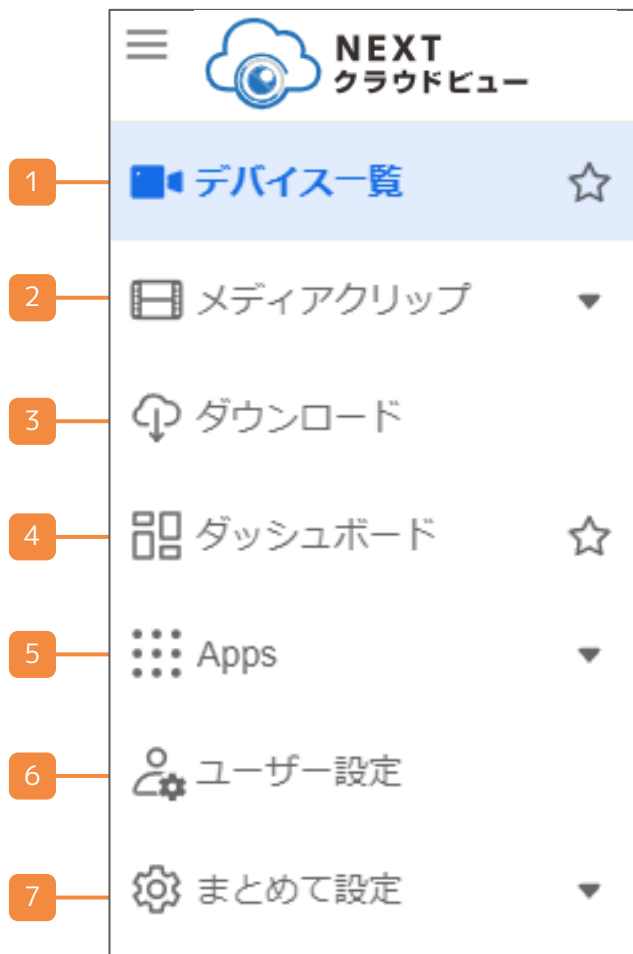 NEXT
クラウドビュー
1 デバイス一覧
2 メディアクリップ
3 ダウンロード
4 ダッシュボード
5 Apps
6 ユーザー設定
7 まとめて設定